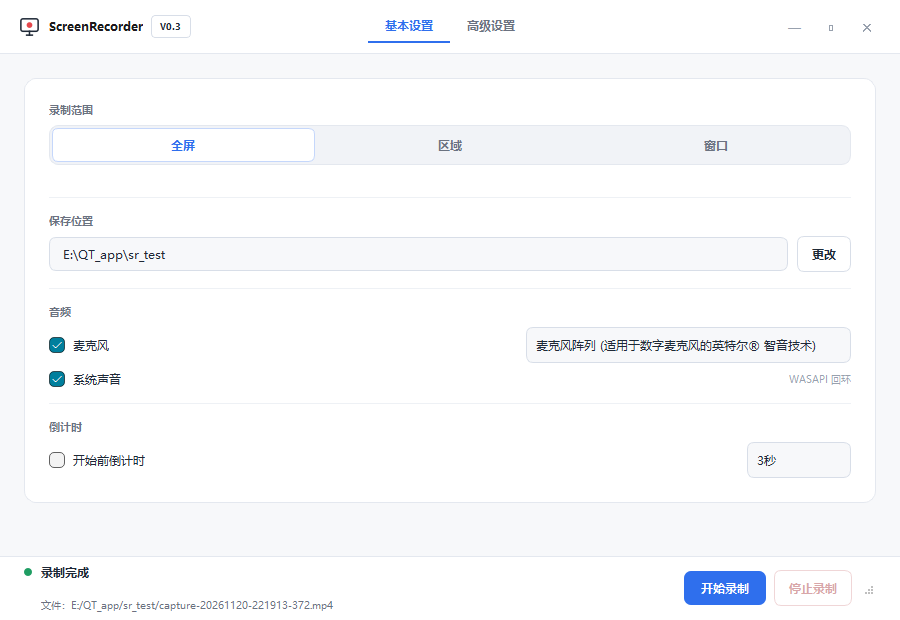 ScreenRecorder V0.3 基本设置 高级设置
录制范围
全屏 区域 窗口
保存位置
E:\QT_app\sr_test 更改
音频
麦克风 麦克风阵列 (适用于数字麦克风的英特尔® 智音技术)
系统声音 WASAPI 回环
倒计时
开始前倒计时 3秒
录制完成
开始录制 停止录制
文件: E:/QT_app/sr_test/capture-20261120-221913-372.mp4